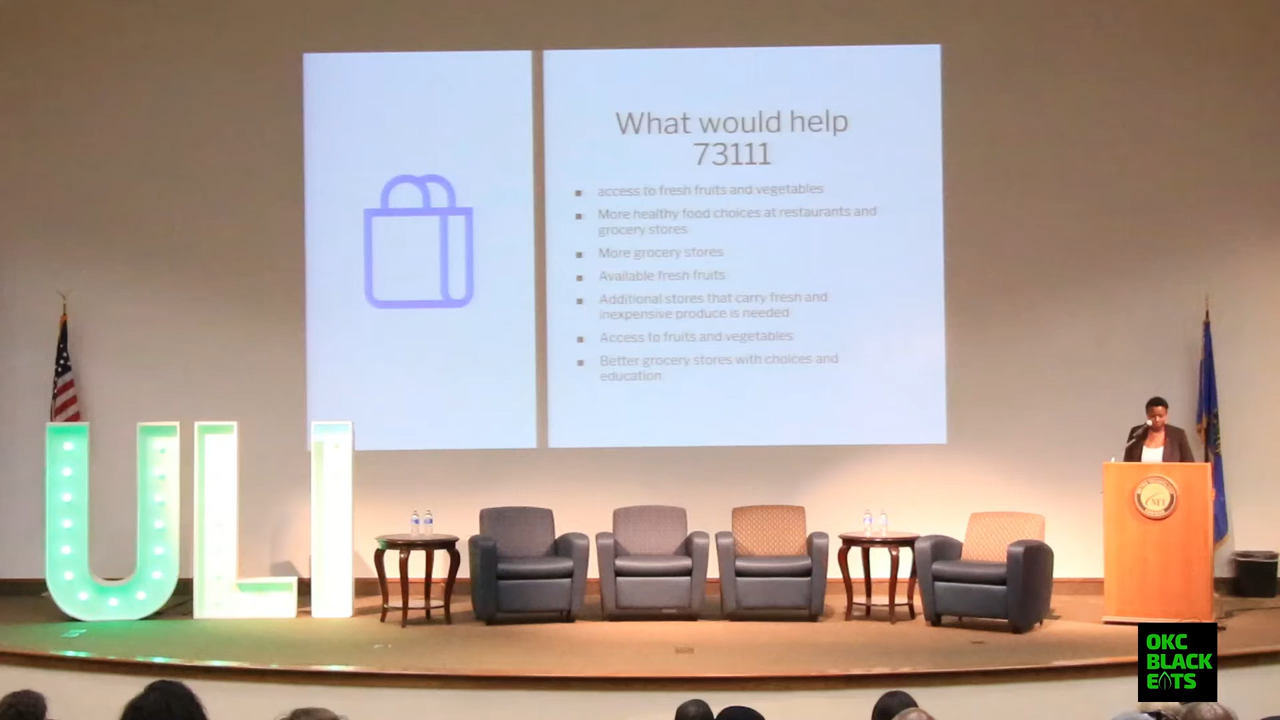 What would help
73111
access to fresh fruits and vegetables
More healthy food choices at restaurants and
grocery stores
More grocery stores
Available fresh fruits
Additional stores that carry fresh and
inexpensive produce is needed
Access to fruits and vegetables
Better grocery stores with choices and
education
ULI
OKC
BLACK
EATS